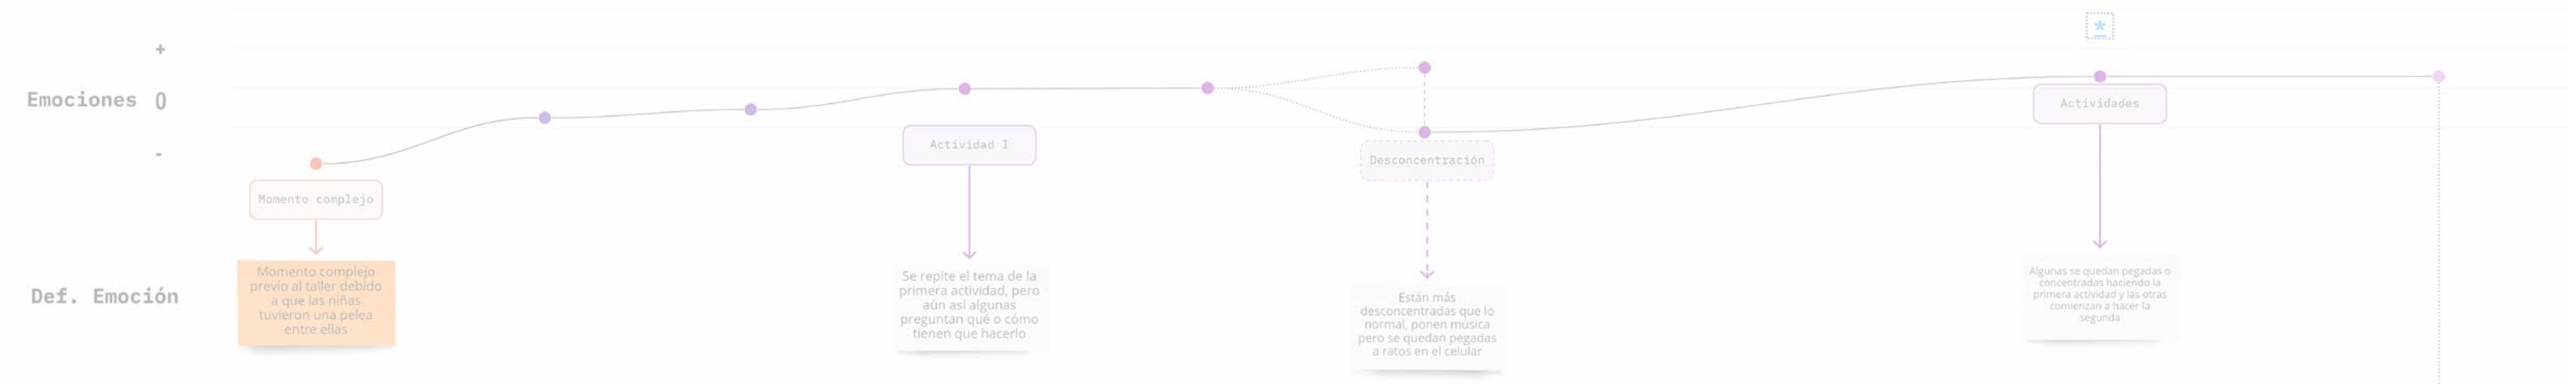 *
+
Emociones 0
-
Actividades
Actividad I
Desconcentración
Momento complejo
Def. Emoción
Momento complejo
previo al taller debido
a que las niñas
tuvieron una pelea
entre ellas
Se repite el tema de la
primera actividad, pero
aún así algunas
preguntan qué o cómo
tienen que hacerlo
Están más
desconcentradas que lo
normal, ponen música
pero se quedan pegadas
a ratos en el celular
Algunas se quedan pegadas o
concentradas haciendo la
primera actividad y las otras
comienzan a hacer la
segunda